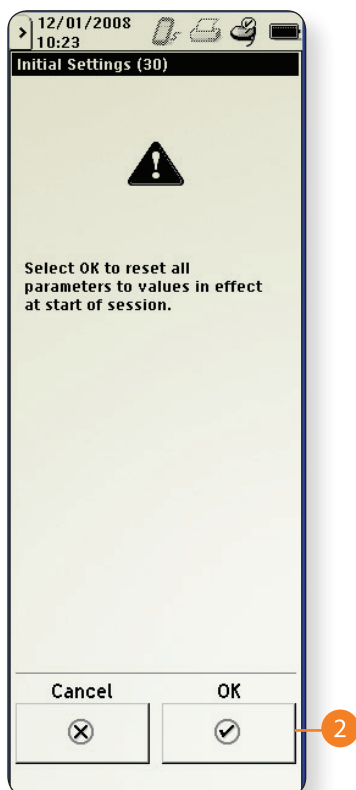 > 12/01/2008
10:23
Initial Settings (30)
Select OK to reset all
parameters to values in effect
at start of session.
Cancel OK
2